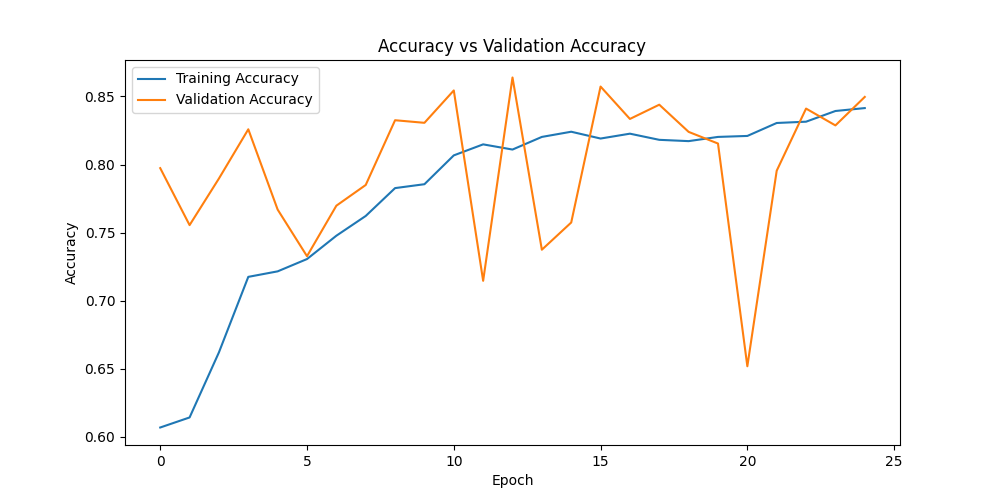 Accuracy vs Validation Accuracy
Training Accuracy
Validation Accuracy
0.85
0.80
0.75
0.70
0.65
0.60
Accuracy
0 5 10 15 20 25
Epoch